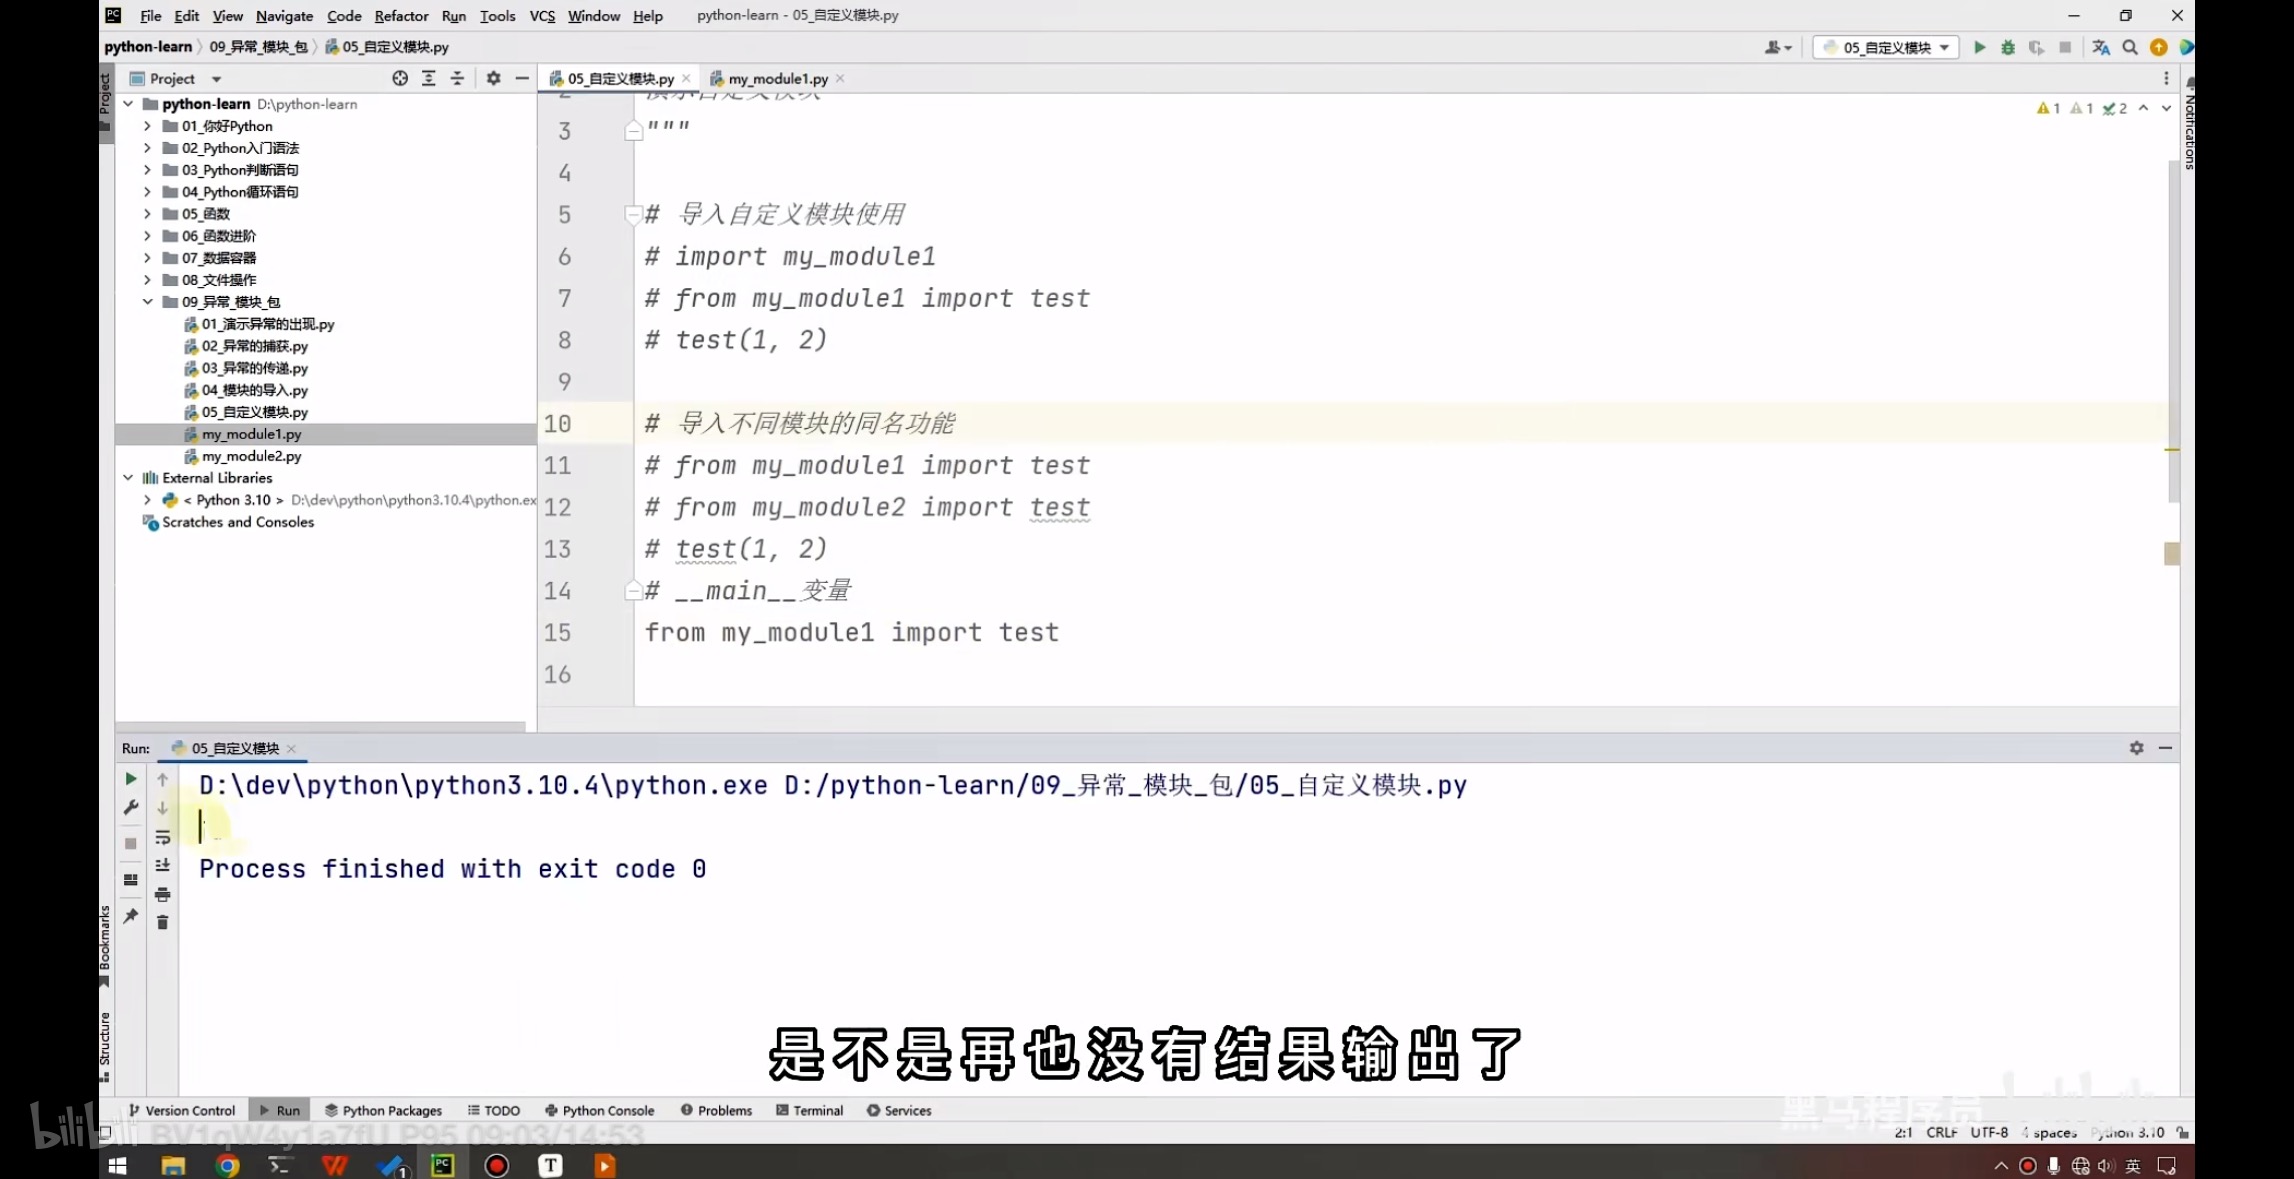 File Edit View Navigate Code Refactor Run Tools VCS Window Help python-learn - 05_自定义模块.py
python-learn 09_异常_模块_包 05_自定义模块.py
05_自定义模块
Project
Project
python-learn D:\python-learn
01_你好Python
02_Python入门语法
03_Python判断语句
04_Python循环语句
05_函数
06_函数进阶
07_数据容器
08_文件操作
09_异常_模块_包
01_演示异常的出现.py
02_异常的捕获.py
03_异常的传递.py
04_模块的导入.py
05_自定义模块.py
my_module1.py
my_module2.py
External Libraries
< Python 3.10 > D:\dev\python\python3.10.4\python.ex
Scratches and Consoles
05_自定义模块.py my_module1.py
1 1 2
Notifications
2 演示自定义模块
3 """
4
5 # 导入自定义模块使用
6 # import my_module1
7 # from my_module1 import test
8 # test(1, 2)
9
10 # 导入不同模块的同名功能
11 # from my_module1 import test
12 # from my_module2 import test
13 # test(1, 2)
14 # __main__变量
15 from my_module1 import test
16
Run: 05_自定义模块
D:\dev\python\python3.10.4\python.exe D:/python-learn/09_异常_模块_包/05_自定义模块.py
Process finished with exit code 0
Bookmarks
Structure
是不是再也没有结果输出了
Version Control Run Python Packages TODO Python Console Problems Terminal Services
黑马程序员
bilibili BV1qW4y1a7fU P95 09:03/14:53
2:1 CRLF UTF-8 4 spaces Python 3.10
英